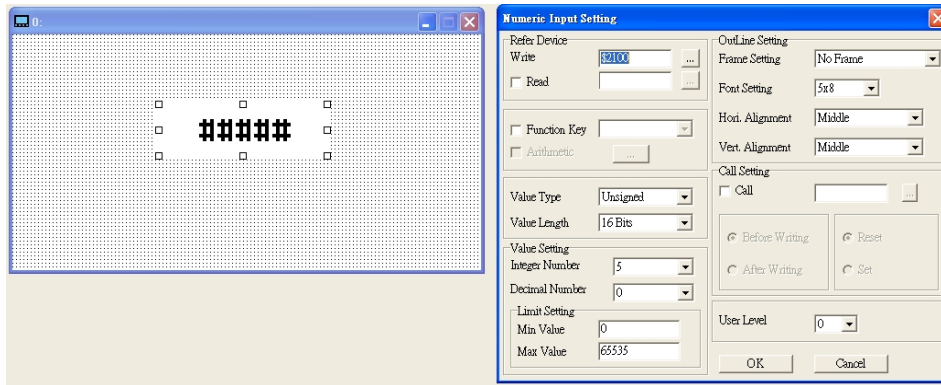 0:
#####
Numeric Input Setting
Refer Device
Write $2100 ...
Read ...
Function Key
Arithmetic ...
Value Type Unsigned
Value Length 16 Bits
Value Setting
Integer Number 5
Decimal Number 0
Limit Setting
Min Value 0
Max Value 65535
OutLine Setting
Frame Setting No Frame
Font Setting 5x8
Hori. Alignment Middle
Vert. Alignment Middle
Call Setting
Call ...
Before Writing Reset
After Writing Set
User Level 0
OK Cancel